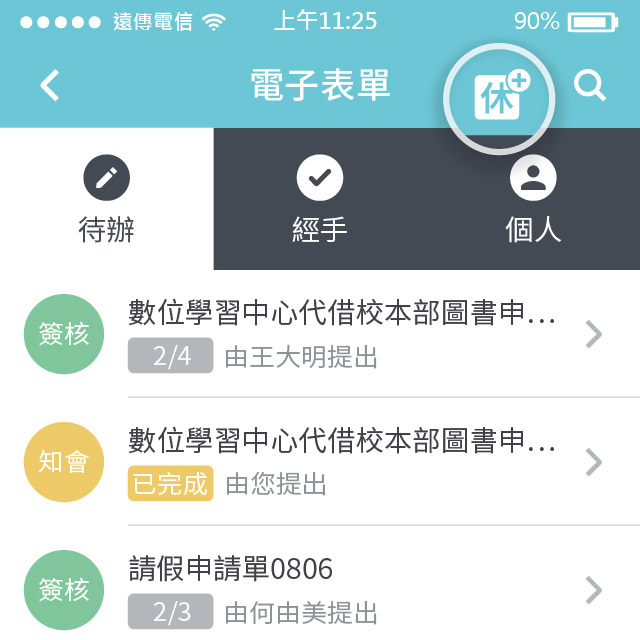 遠傳電信 上午11:25 90%
電子表單 休
待辦 經手 個人
簽核 數位學習中心代借校本部圖書申...
2/4 由王大明提出
知會 數位學習中心代借校本部圖書申...
已完成 由您提出
簽核 請假申請單0806
2/3 由何由美提出